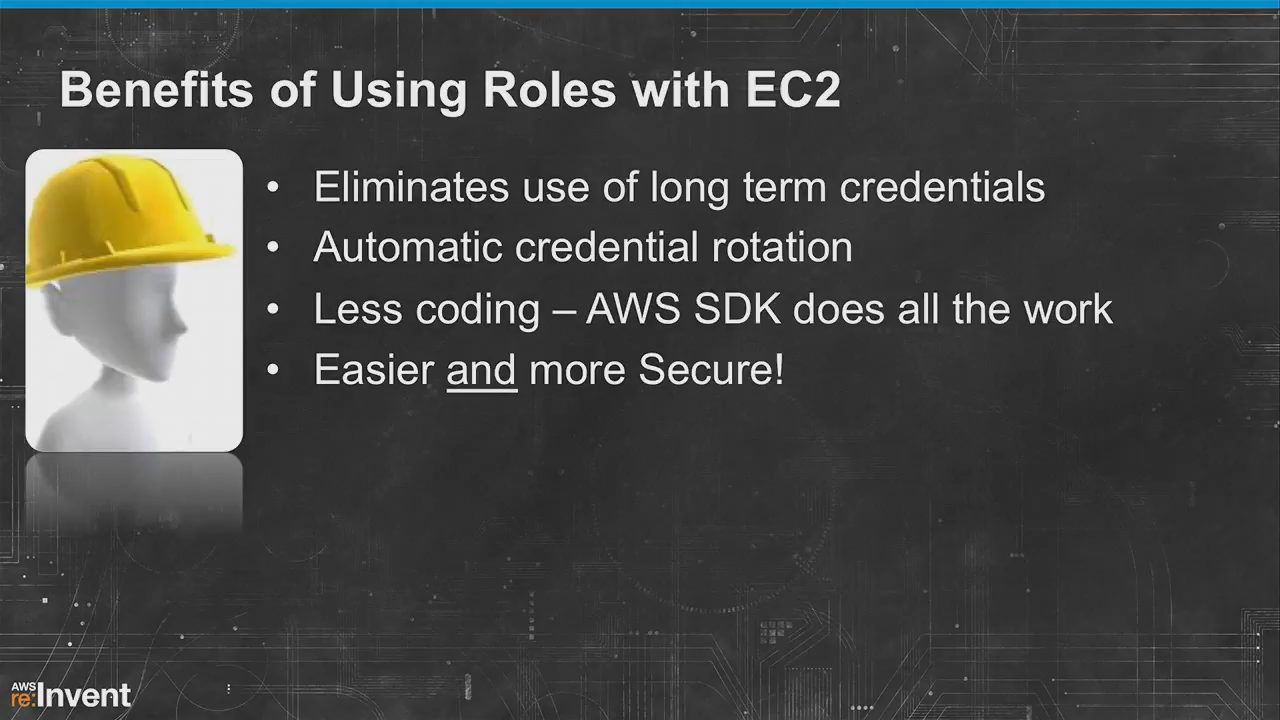 Benefits of Using Roles with EC2
• Eliminates use of long term credentials
• Automatic credential rotation
• Less coding – AWS SDK does all the work
• Easier and more Secure!
AWS
re:Invent